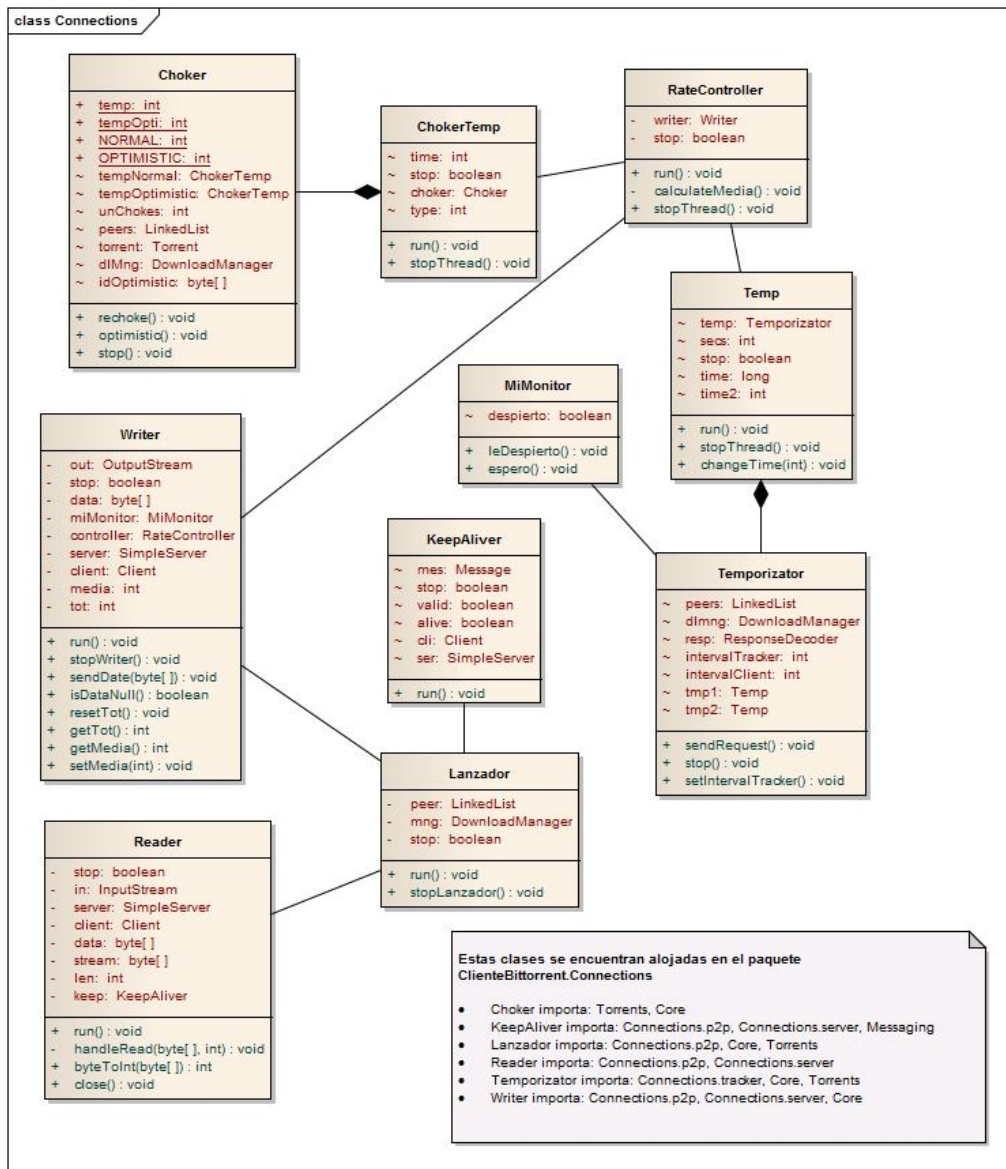 class Connections
Choker
+ temp: int
+ tempOpti: int
+ NORMAL: int
+ OPTIMISTIC: int
~ tempNormal: ChokerTemp
~ tempOptimistic: ChokerTemp
~ unChokes: int
~ peers: LinkedList
~ torrent: Torrent
~ dlMng: DownloadManager
~ idOptimistic: byte[ ]
+ rechoke() : void
+ optimistic() : void
+ stop() : void
ChokerTemp
~ time: int
~ stop: boolean
~ choker: Choker
~ type: int
+ run() : void
+ stopThread() : void
RateController
- writer: Writer
- stop: boolean
+ run() : void
- calculateMedia() : void
+ stopThread() : void
Temp
~ temp: Temporizator
~ secs: int
~ stop: boolean
~ time: long
~ time2: int
+ run() : void
+ stopThread() : void
+ changeTime(int) : void
MiMonitor
~ despierto: boolean
+ leDespierto() : void
+ espero() : void
Writer
- out: OutputStream
- stop: boolean
- data: byte[ ]
- miMonitor: MiMonitor
- controller: RateController
- server: SimpleServer
- client: Client
- media: int
- tot: int
+ run() : void
+ stopWriter() : void
+ sendDate(byte[ ]) : void
+ isDataNull() : boolean
+ resetTot() : void
+ getTot() : int
+ getMedia() : int
+ setMedia(int) : void
KeepAliver
~ mes: Message
~ stop: boolean
~ valid: boolean
~ alive: boolean
~ cli: Client
~ ser: SimpleServer
+ run() : void
Temporizator
~ peers: LinkedList
~ dlmng: DownloadManager
~ resp: ResponseDecoder
~ intervalTracker: int
~ intervalClient: int
~ tmp1: Temp
~ tmp2: Temp
+ sendRequest() : void
+ stop() : void
+ setIntervalTracker() : void
Lanzador
- peer: LinkedList
- mng: DownloadManager
- stop: boolean
+ run() : void
+ stopLanzador() : void
Reader
- stop: boolean
- in: InputStream
- server: SimpleServer
- client: Client
- data: byte[ ]
- stream: byte[ ]
- len: int
- keep: KeepAliver
+ run() : void
- handleRead(byte[ ], int) : void
+ byteToInt(byte[ ]) : int
+ close() : void
Estas clases se encuentran alojadas en el paquete
ClienteBittorrent.Connections
• Choker importa: Torrents, Core
• KeepAliver importa: Connections.p2p, Connections.server, Messaging
• Lanzador importa: Connections.p2p, Core, Torrents
• Reader importa: Connections.p2p, Connections.server
• Temporizator importa: Connections.tracker, Core, Torrents
• Writer importa: Connections.p2p, Connections.server, Core